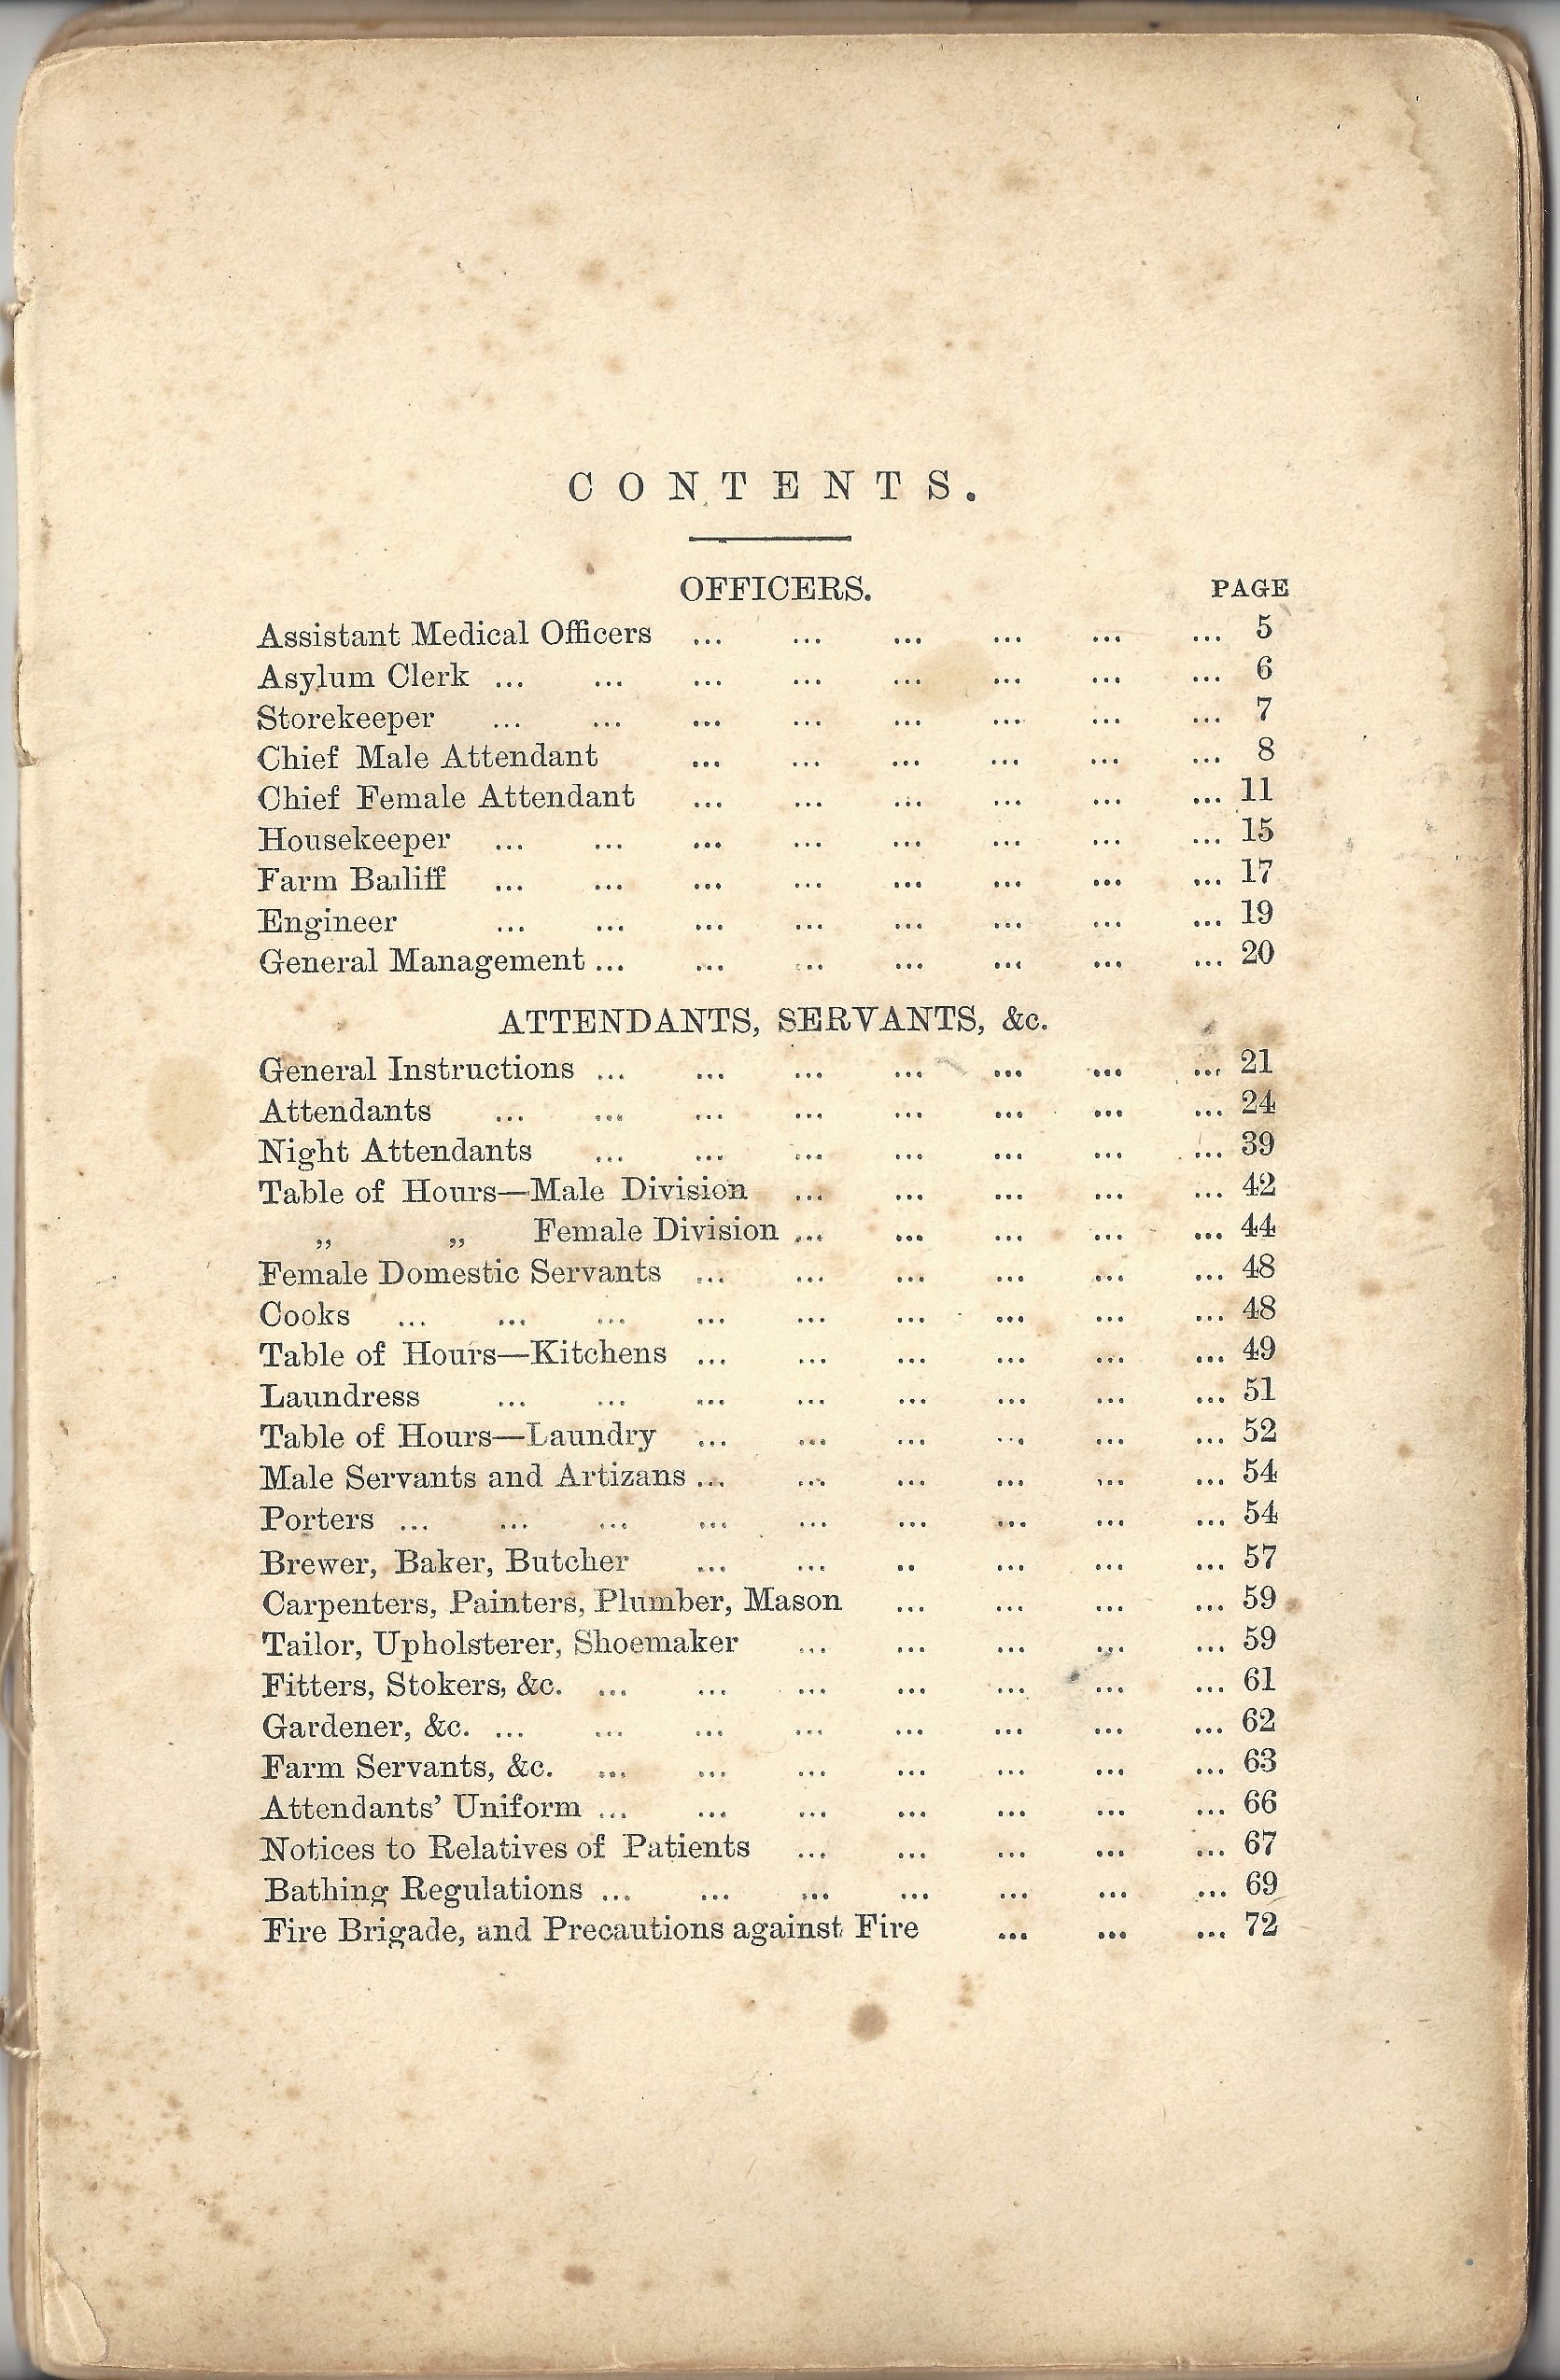 CONTENTS.
OFFICERS. PAGE
Assistant Medical Officers ... ... ... ... ... ... 5
Asylum Clerk ... ... ... ... ... ... ... ... 6
Storekeeper ... ... ... ... ... ... ... ... 7
Chief Male Attendant ... ... ... ... ... ... 8
Chief Female Attendant ... ... ... ... ... ... 11
Housekeeper ... ... ... ... ... ... ... ... 15
Farm Bailiff ... ... ... ... ... ... ... ... 17
Engineer ... ... ... ... ... ... ... ... 19
General Management ... ... ... ... ... ... ... 20
ATTENDANTS, SERVANTS, &c.
General Instructions ... ... ... ... ... ... ... 21
Attendants ... ... ... ... ... ... ... ... 24
Night Attendants ... ... ... ... ... ... ... 39
Table of Hours—Male Division ... ... ... ... ... 42
„ „ Female Division ... ... ... ... ... 44
Female Domestic Servants ... ... ... ... ... ... 48
Cooks ... ... ... ... ... ... ... ... ... 48
Table of Hours—Kitchens ... ... ... ... ... ... 49
Laundress ... ... ... ... ... ... ... ... 51
Table of Hours—Laundry ... ... ... ... ... ... 52
Male Servants and Artizans ... ... ... ... ... ... 54
Porters ... ... ... ... ... ... ... ... ... 54
Brewer, Baker, Butcher ... ... .. ... ... ... 57
Carpenters, Painters, Plumber, Mason ... ... ... ... 59
Tailor, Upholsterer, Shoemaker ... ... ... ... ... 59
Fitters, Stokers, &c. ... ... ... ... ... ... ... 61
Gardener, &c. ... ... ... ... ... ... ... ... 62
Farm Servants, &c. ... ... ... ... ... ... ... 63
Attendants' Uniform ... ... ... ... ... ... ... 66
Notices to Relatives of Patients ... ... ... ... ... 67
Bathing Regulations ... ... ... ... ... ... ... 69
Fire Brigade, and Precautions against Fire ... ... ... 72